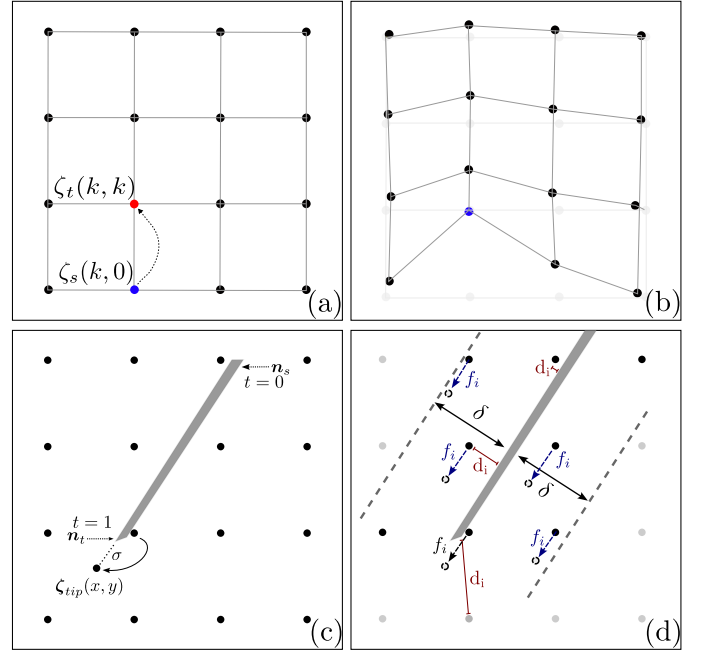 ζₜ(k, k)
ζₛ(k, 0)
(a)
(b)
nₛ
t = 0
t = 1
nₜ
σ
ζₜᵢₚ(x, y)
(c)
dᵢ
fᵢ
δ
fᵢ
dᵢ
fᵢ
δ
fᵢ
fᵢ
dᵢ
(d)